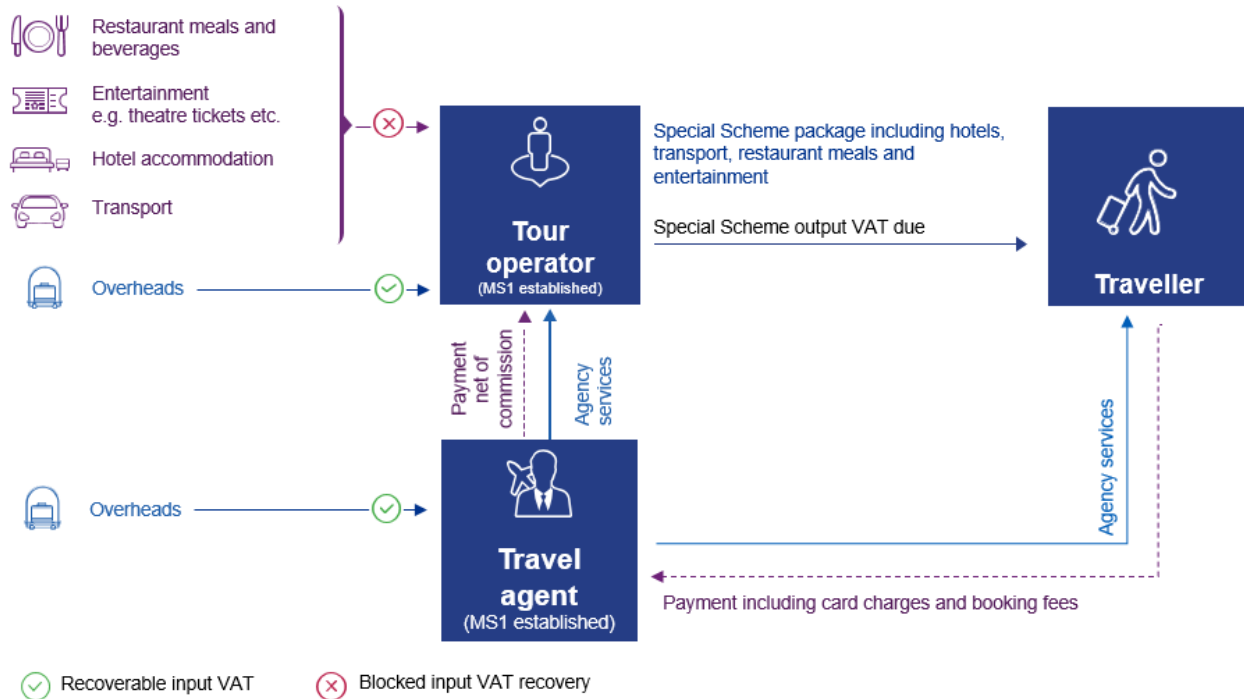 Restaurant meals and
beverages
Entertainment
e.g. theatre tickets etc.
Hotel accommodation
Transport
Overheads
Tour
operator
(MS1 established)
Special Scheme package including hotels,
transport, restaurant meals and
entertainment
Special Scheme output VAT due
Traveller
Payment
net of
commission
Agency
services
Overheads
Travel
agent
(MS1 established)
Agency services
Payment including card charges and booking fees
Recoverable input VAT
Blocked input VAT recovery